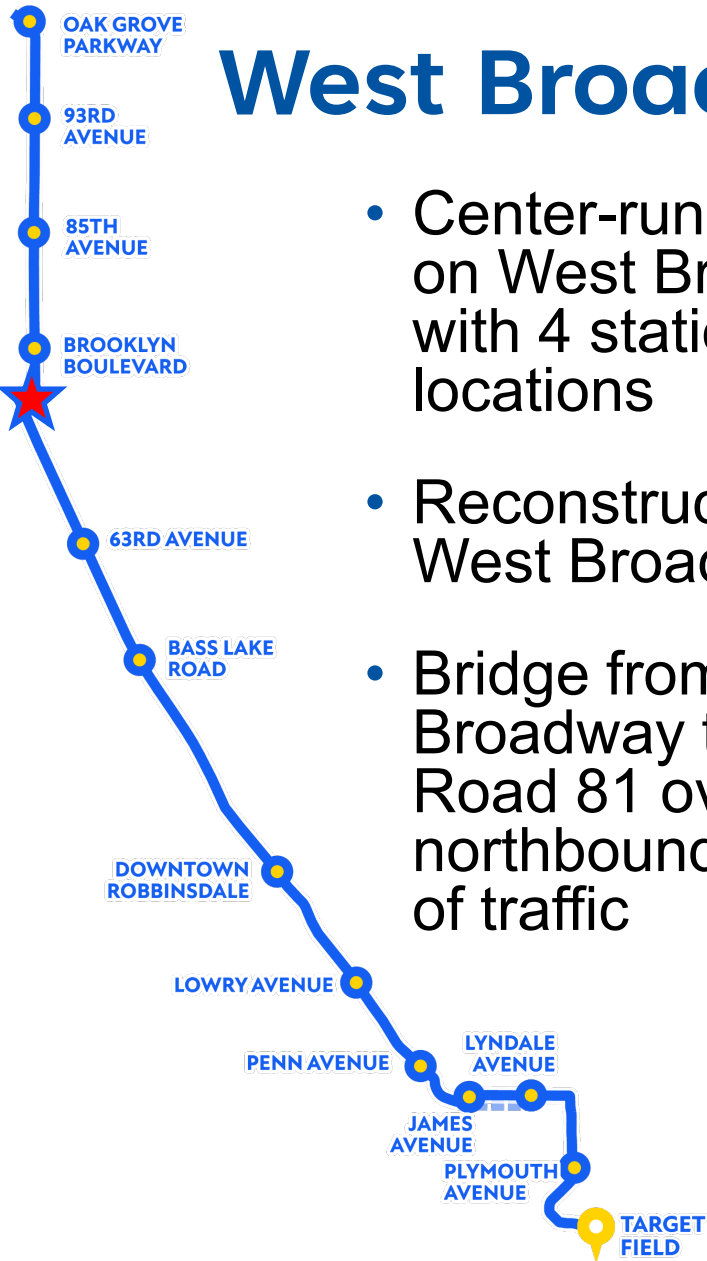 OAK GROVE
PARKWAY
93RD
AVENUE
85TH
AVENUE
BROOKLYN
BOULEVARD
63RD AVENUE
BASS LAKE
ROAD
DOWNTOWN
ROBBINSDALE
LOWRY AVENUE
PENN AVENUE
LYNDALE
AVENUE
JAMES
AVENUE
PLYMOUTH
AVENUE
TARGET
FIELD
West Broa
• Center-run
on West Br
with 4 stati
locations
• Reconstruc
West Broa
• Bridge from
Broadway t
Road 81 ov
northbound
of traffic